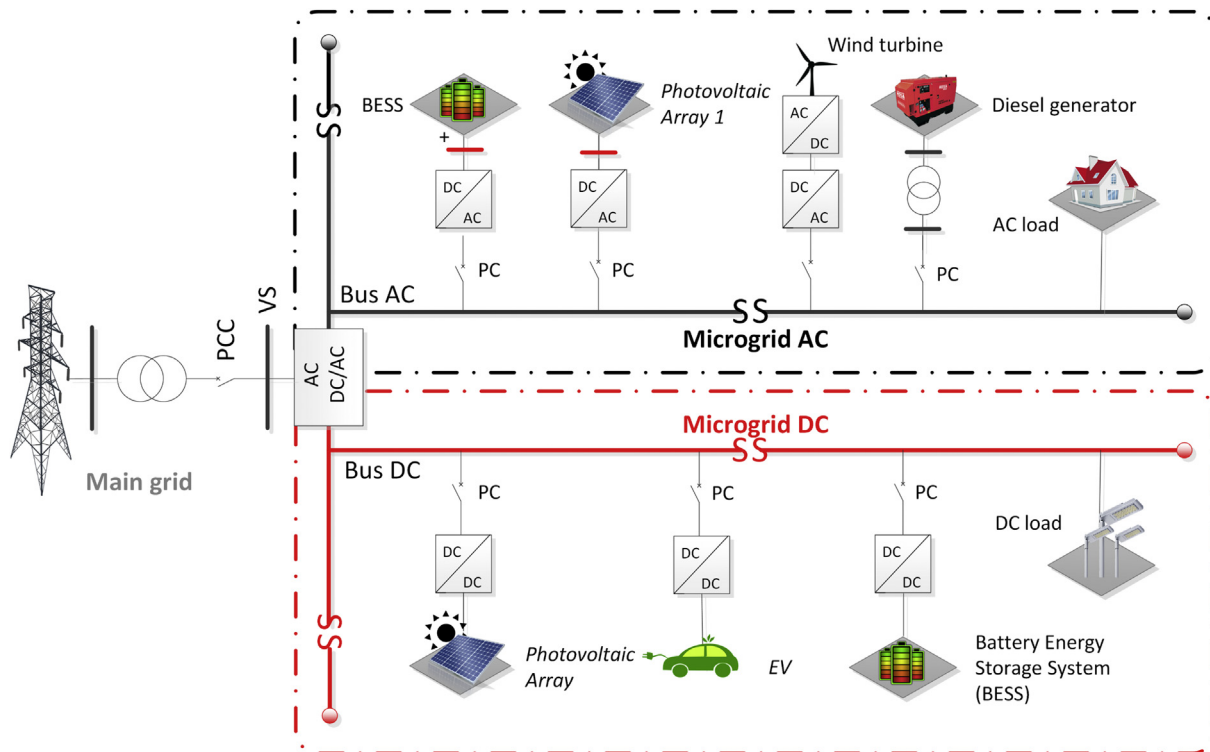 Wind turbine
BESS
Photovoltaic
Array 1
Diesel generator
+
AC
DC
DC
AC
DC
AC
DC
AC
AC load
PC
PC
PC
VS
Bus AC
PCC
Microgrid AC
AC
DC/AC
Microgrid DC
Bus DC
Main grid
PC
PC
PC
DC load
DC
DC
DC
DC
DC
DC
Photovoltaic
Array
EV
Battery Energy
Storage System
(BESS)